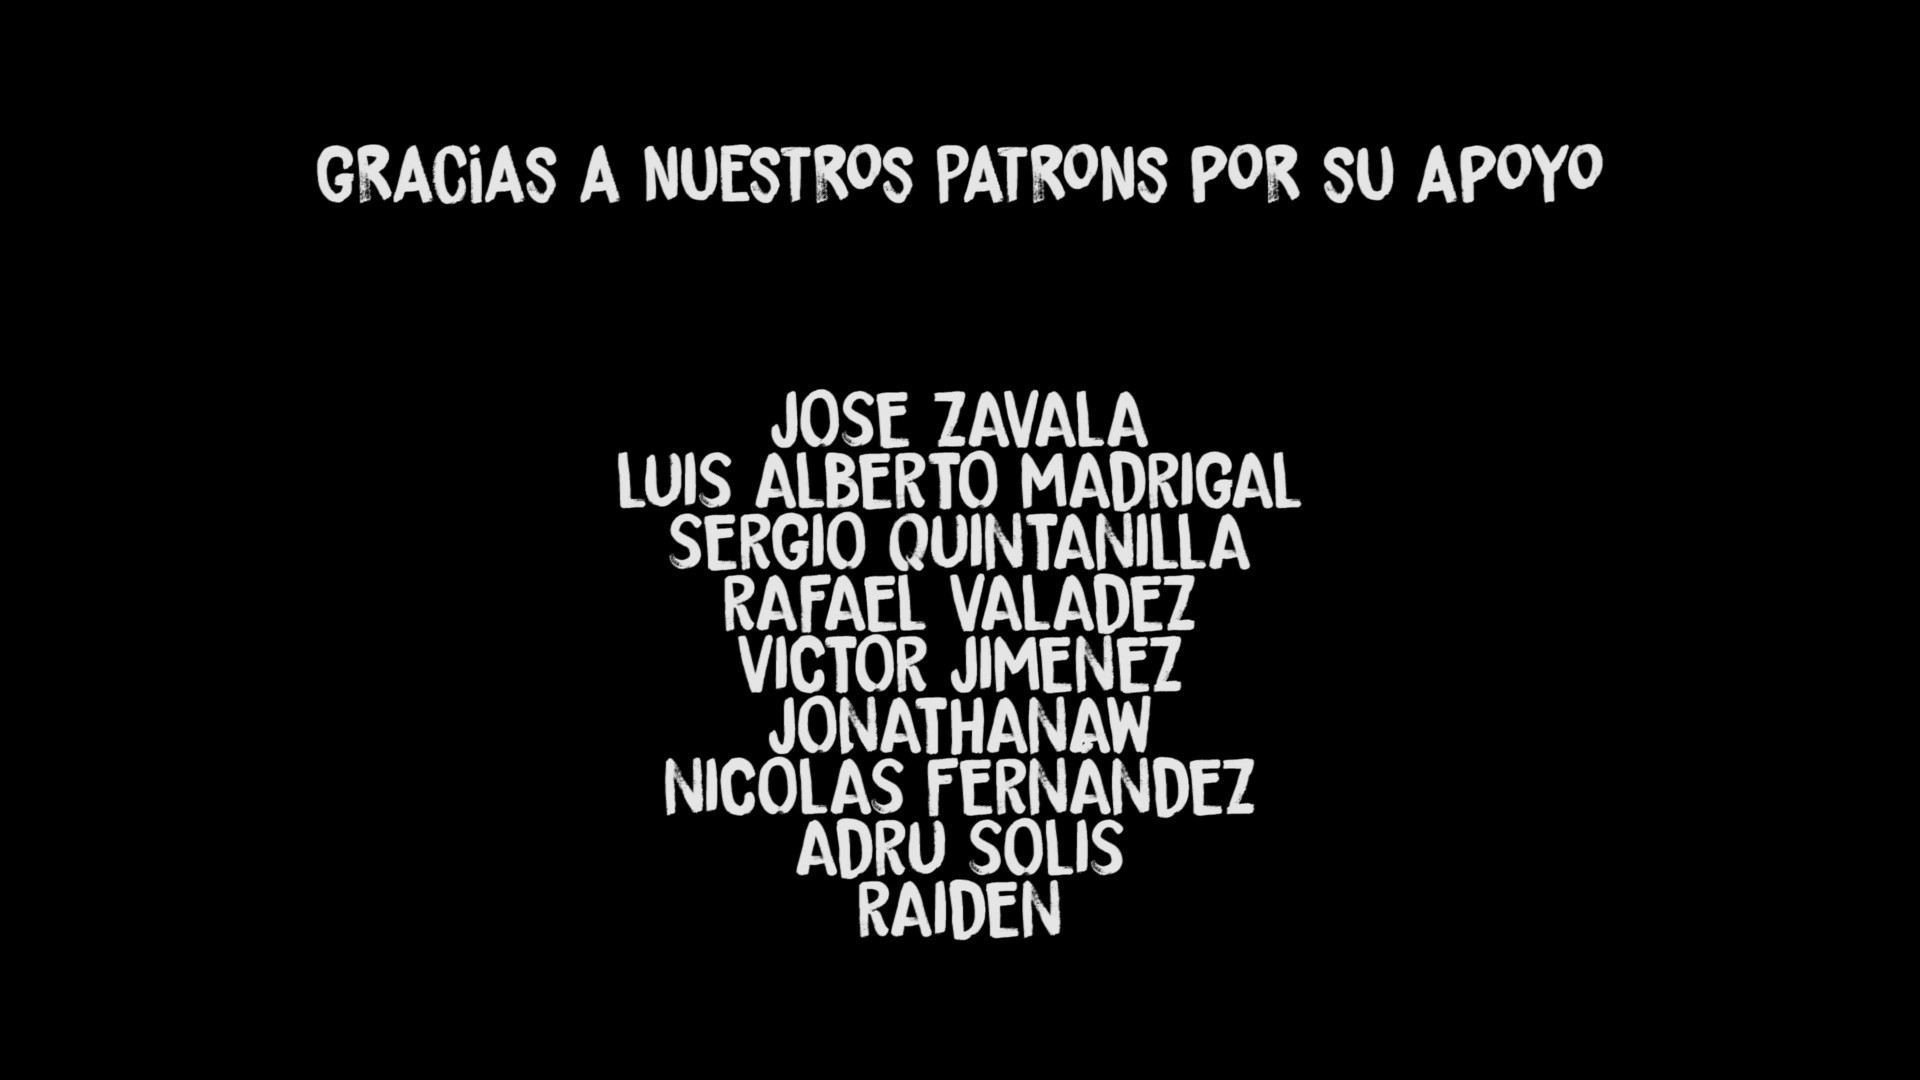 GRACiAS A NUESTROS PATRONS POR SU APOYO
JOSE ZAVALA
LUIS ALBERTO MADRIGAL
SERGIO QUINTANILLA
RAFAEL VALADEZ
VICTOR JIMENEZ
JONATHANAW
NICOLAS FERNÁNDEZ
ADRU SOLIS
RAIDEN